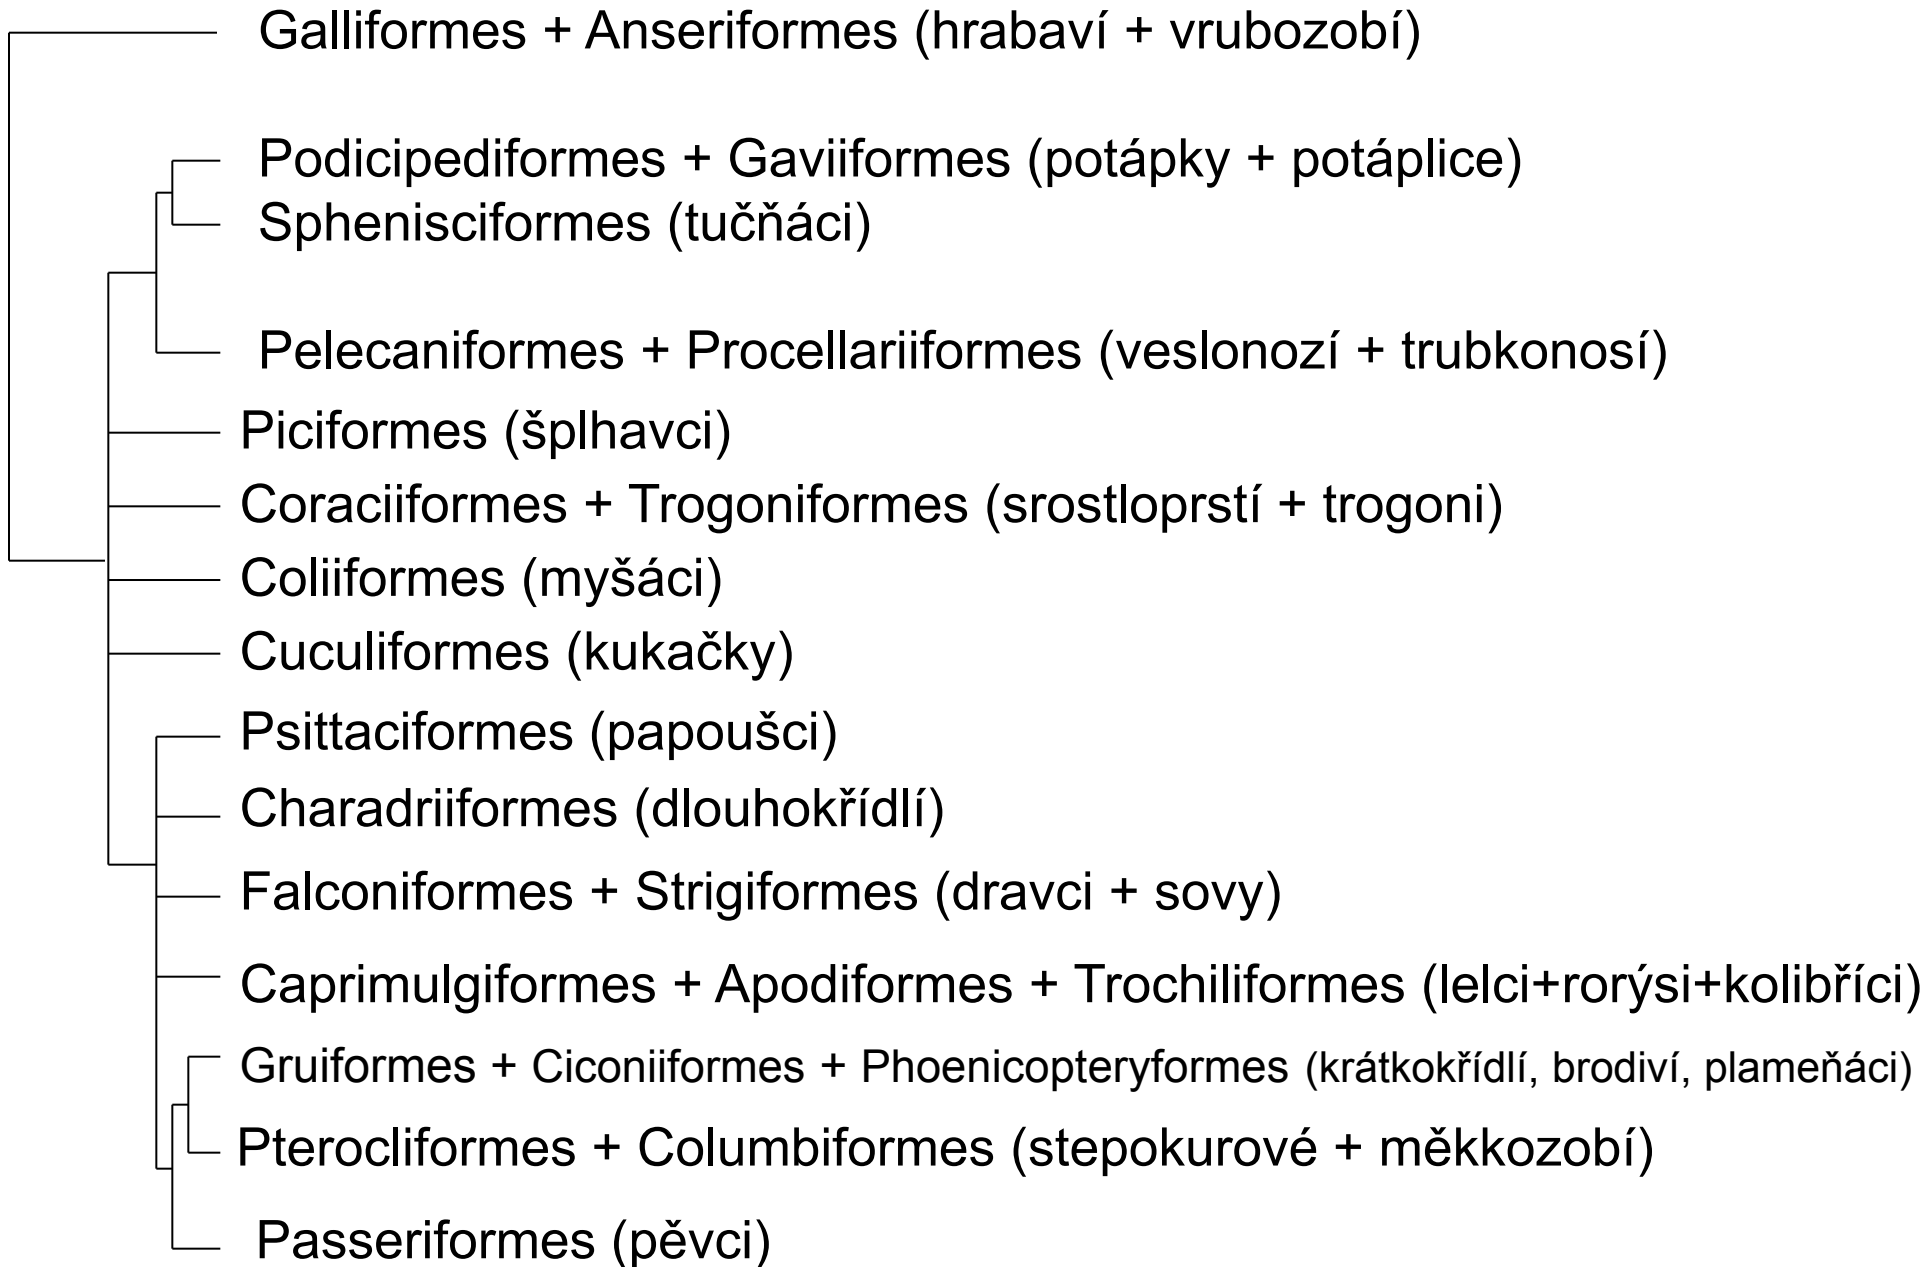 Galliformes + Anseriformes (hrabaví + vrubozobí)
Podicipediformes + Gaviiformes (potápky + potáplice)
Sphenisciformes (tučňáci)
Pelecaniformes + Procellariiformes (veslonozí + trubkonosí)
Piciformes (šplhavci)
Coraciiformes + Trogoniformes (srostloprstí + trogoni)
Coliiformes (myšáci)
Cuculiformes (kukačky)
Psittaciformes (papoušci)
Charadriiformes (dlouhokřídlí)
Falconiformes + Strigiformes (dravci + sovy)
Caprimulgiformes + Apodiformes + Trochiliformes (lelci+rorýsi+kolibříci)
Gruiformes + Ciconiiformes + Phoenicopteryformes (krátkokřídlí, brodiví, plameňáci)
Pterocliformes + Columbiformes (stepokurové + měkkozobí)
Passeriformes (pěvci)